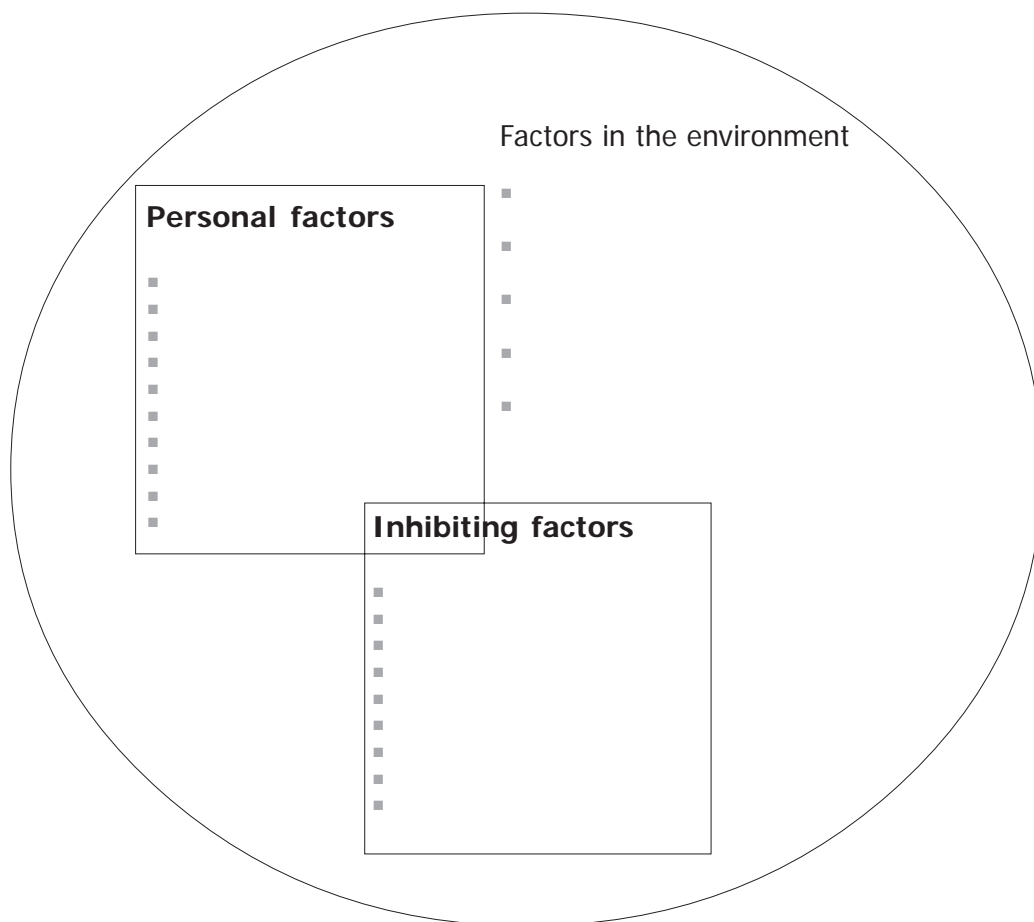 Factors in the environment
Personal factors
Inhibiting factors